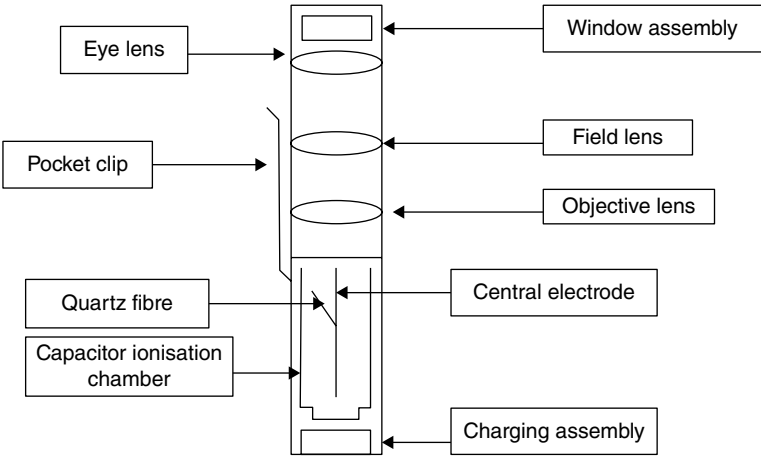 Window assembly
Eye lens
Field lens
Pocket clip
Objective lens
Quartz fibre
Central electrode
Capacitor ionisation
chamber
Charging assembly